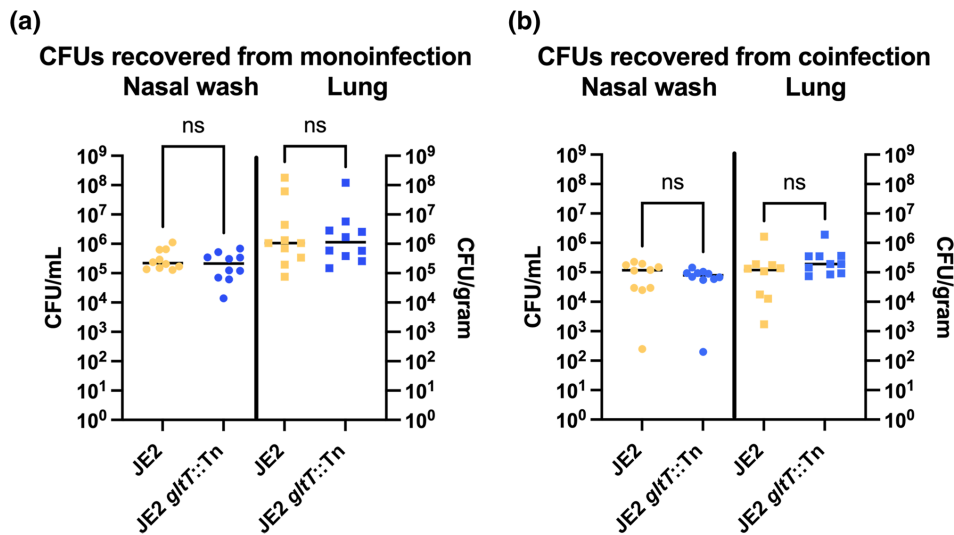 (a)
CFUs recovered from monoinfection
Nasal wash Lung
ns ns
10⁹
10⁸
10⁷
10⁶
10⁵
10⁴
10³
10²
10¹
10⁰
CFU/mL
10⁹
10⁸
10⁷
10⁶
10⁵
10⁴
10³
10²
10¹
10⁰
CFU/gram
JE2
JE2 gltT::Tn
JE2
JE2 gltT::Tn
(b)
CFUs recovered from coinfection
Nasal wash Lung
ns ns
10⁹
10⁸
10⁷
10⁶
10⁵
10⁴
10³
10²
10¹
10⁰
CFU/mL
10⁹
10⁸
10⁷
10⁶
10⁵
10⁴
10³
10²
10¹
10⁰
CFU/gram
JE2
JE2 gltT::Tn
JE2
JE2 gltT::Tn